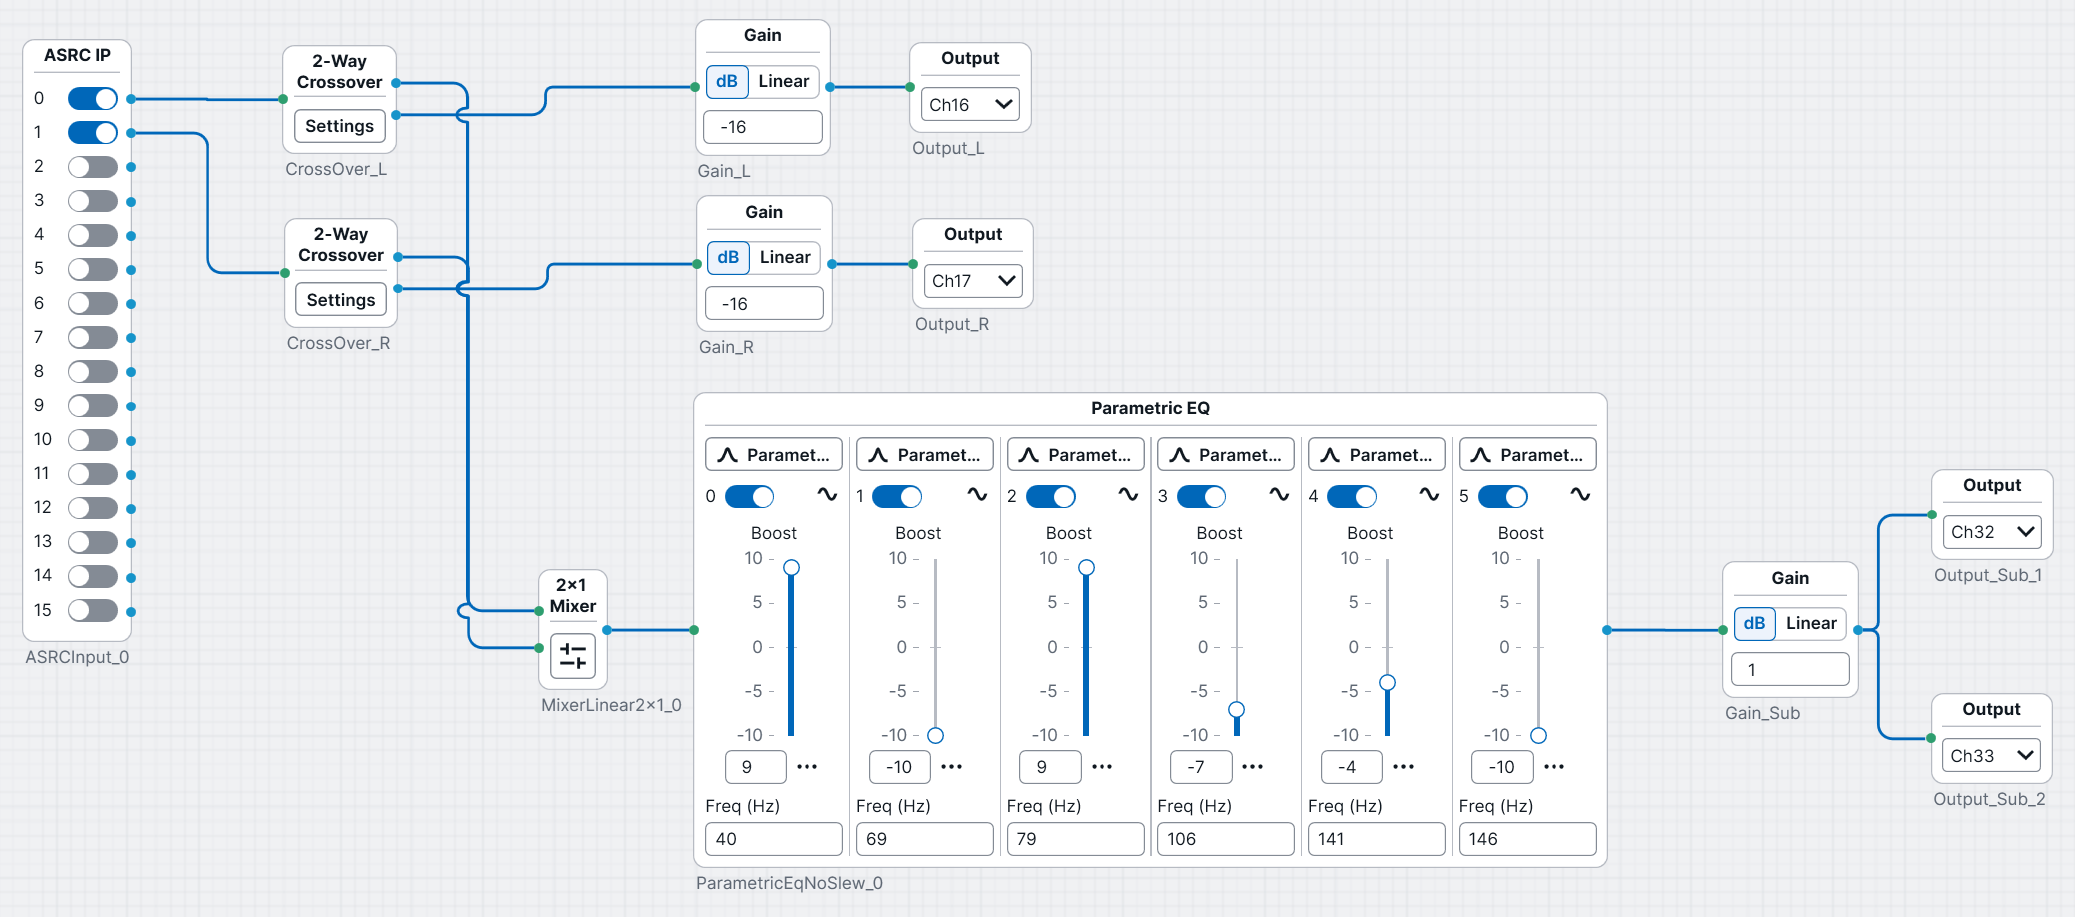 ASRC IP
0
1
2
3
4
5
6
7
8
9
10
11
12
13
14
15
ASRCInput_0
2-Way
Crossover
Settings
CrossOver_L
2-Way
Crossover
Settings
CrossOver_R
Gain
dB Linear
-16
Gain_L
Output
Ch16
Output_L
Gain
dB Linear
-16
Gain_R
Output
Ch17
Output_R
2×1
Mixer
MixerLinear2×1_0
Parametric EQ
Paramet...
0
Boost
10
5
0
-5
-10
9 ...
Freq (Hz)
40
Paramet...
1
Boost
10
5
0
-5
-10
-10 ...
Freq (Hz)
69
Paramet...
2
Boost
10
5
0
-5
-10
9 ...
Freq (Hz)
79
Paramet...
3
Boost
10
5
0
-5
-10
-7 ...
Freq (Hz)
106
Paramet...
4
Boost
10
5
0
-5
-10
-4 ...
Freq (Hz)
141
Paramet...
5
Boost
10
5
0
-5
-10
-10 ...
Freq (Hz)
146
ParametricEqNoSlew_0
Gain
dB Linear
1
Gain_Sub
Output
Ch32
Output_Sub_1
Output
Ch33
Output_Sub_2